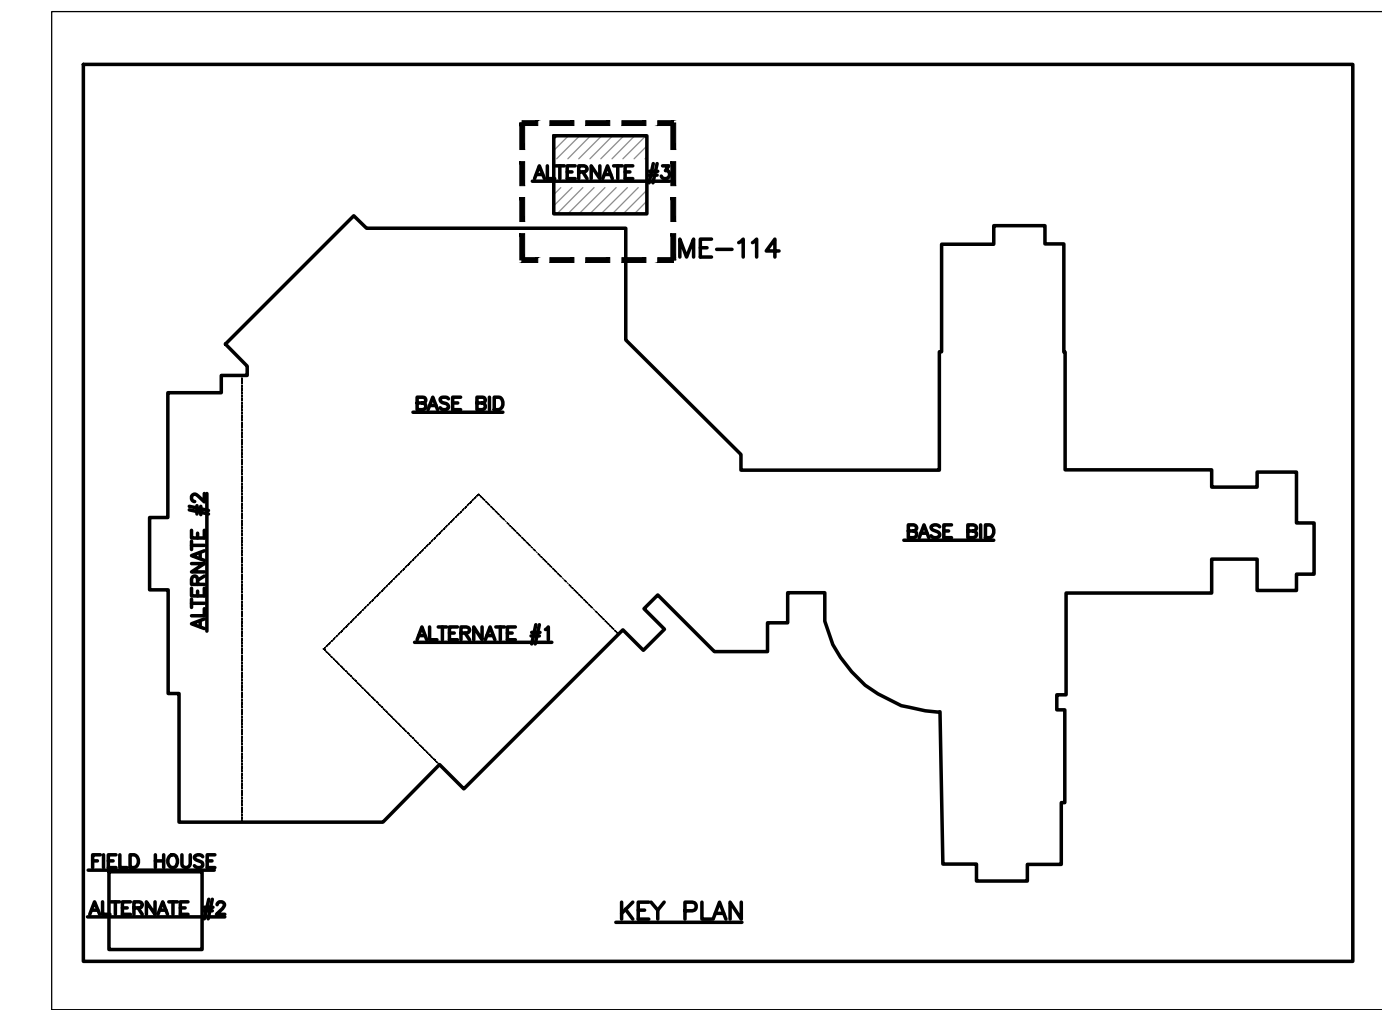 ALTERNATE #3
ME-114
BASE BID
ALTERNATE #2
BASE BID
ALTERNATE #1
FIELD HOUSE
ALTERNATE #2
KEY PLAN